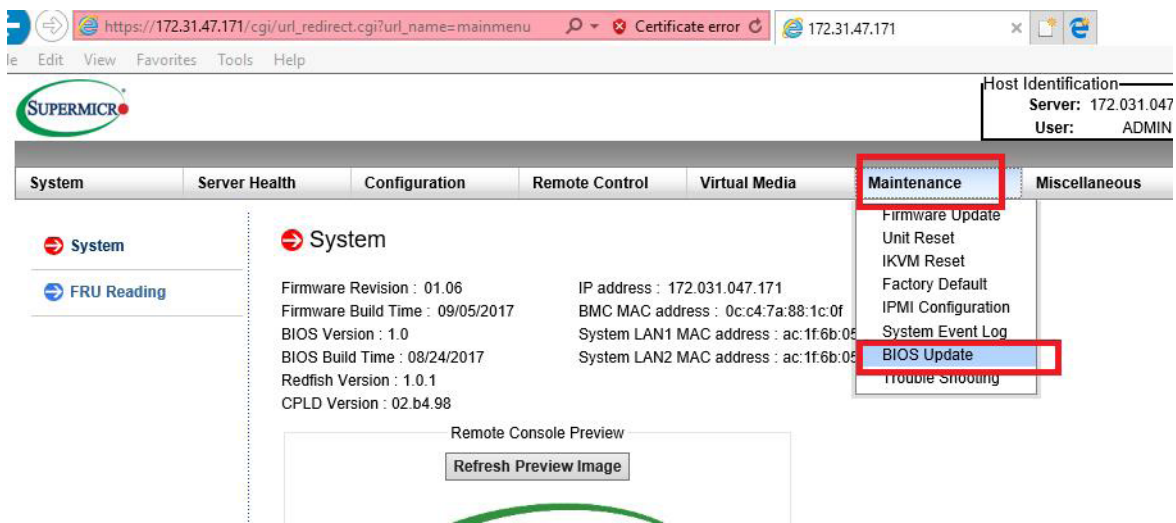 https://172.31.47.171/cgi/url_redirect.cgi?url_name=mainmenu Certificate error 172.31.47.171
Edit View Favorites Tools Help
SUPERMICR
Host Identification
Server: 172.031.047
User: ADMIN
System Server Health Configuration Remote Control Virtual Media Maintenance Miscellaneous
Firmware Update
Unit Reset
IKVM Reset
Factory Default
IPMI Configuration
System Event Log
BIOS Update
Trouble Shooting
System
FRU Reading
System
Firmware Revision : 01.06
Firmware Build Time : 09/05/2017
BIOS Version : 1.0
BIOS Build Time : 08/24/2017
Redfish Version : 1.0.1
CPLD Version : 02.b4.98
IP address : 172.031.047.171
BMC MAC address : 0c:c4:7a:88:1c:0f
System LAN1 MAC address : ac:1f:6b:05
System LAN2 MAC address : ac:1f:6b:05
Remote Console Preview
Refresh Preview Image